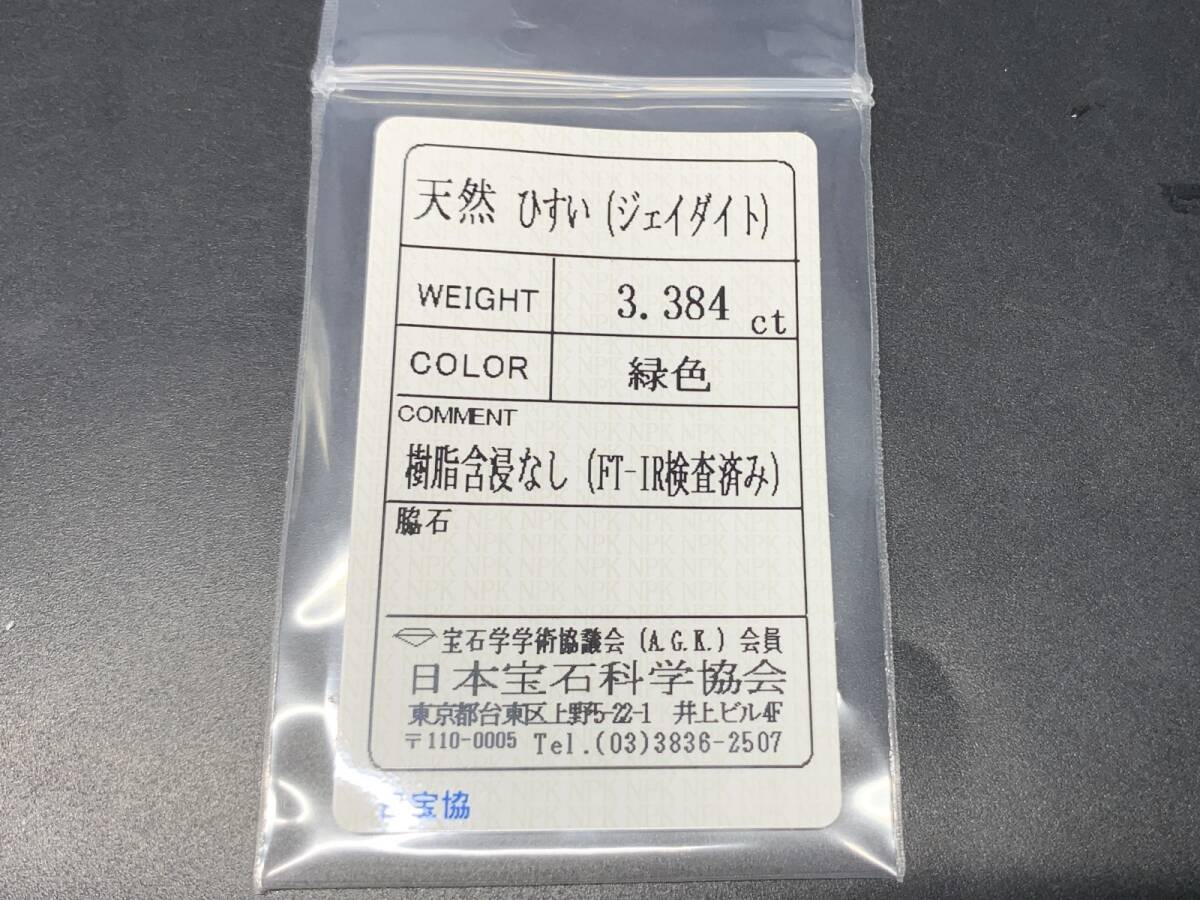 天然 ひすい (ジェイダイト)
WEIGHT 3.384 ct
COLOR 緑色
COMMENT
樹脂含浸なし (FT-IR検査済み)
脇石
宝石学学術協議会 (A.G.K.) 会員
日本宝石科学協会
東京都台東区上野5-22-1 井上ビル4F
〒110-0005 Tel.(03)3836-2507
日宝協